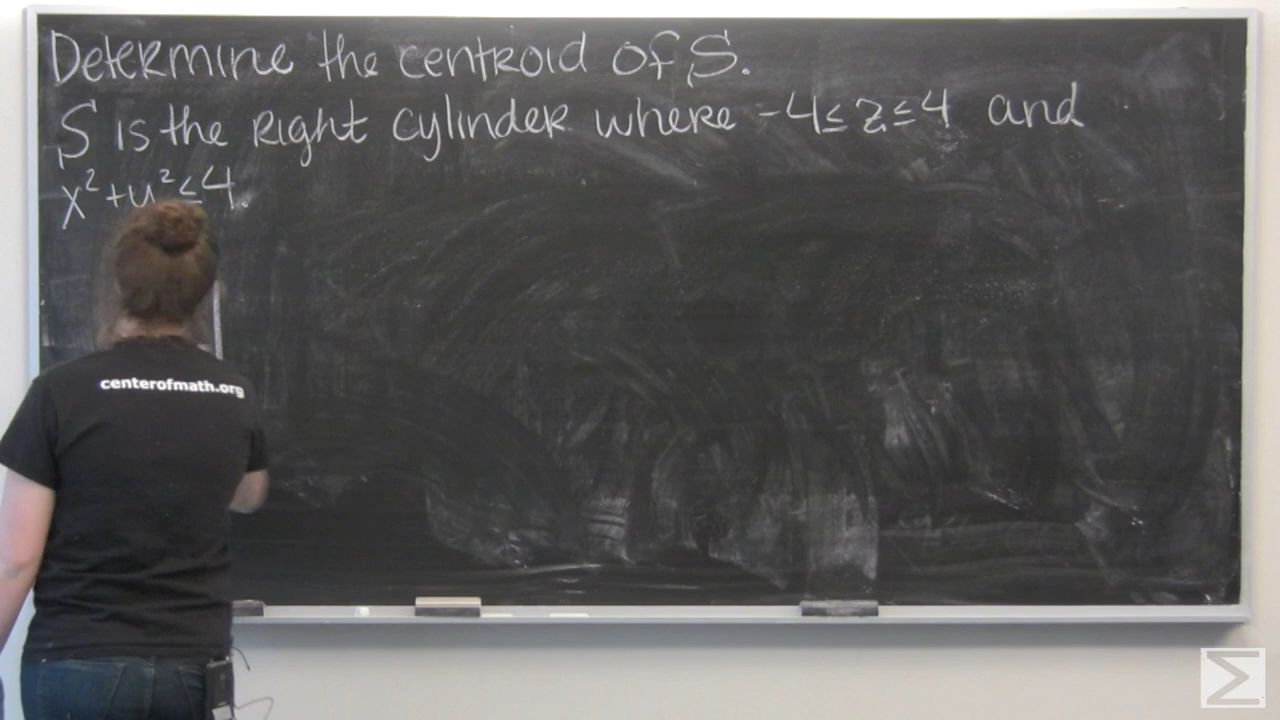 Determine the centroid of S.
S is the right cylinder where -4≤z≤4 and
x²+y²≤4.
centerofmath.org